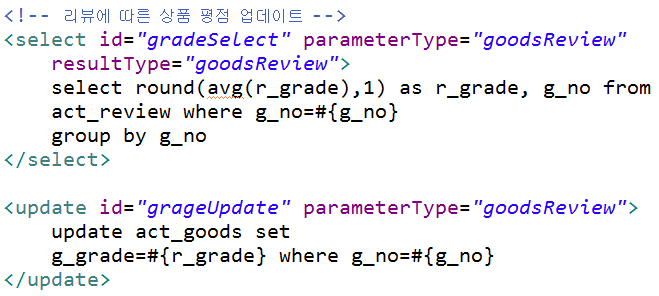 <!-- 리뷰에 따른 상품 평점 업데이트 -->
<select id="gradeSelect" parameterType="goodsReview"
resultType="goodsReview">
select round(avg(r_grade),1) as r_grade, g_no from
act_review where g_no=#{g_no}
group by g_no
</select>
<update id="grageUpdate" parameterType="goodsReview">
update act_goods set
g_grade=#{r_grade} where g_no=#{g_no}
</update>